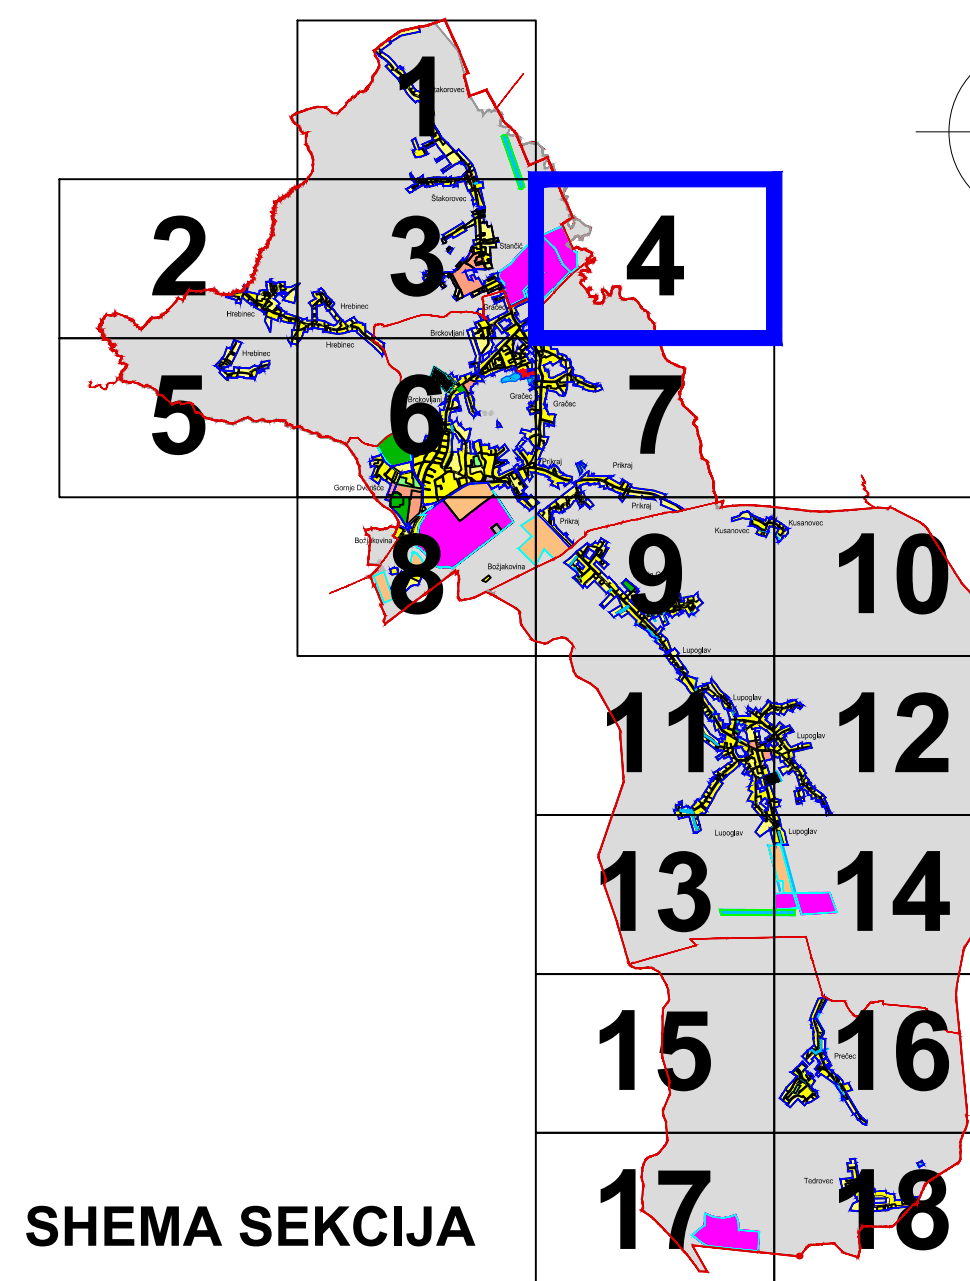 1
Štakorovec
2
3
4
Štakorovec
Stančić
Hrebinec
Hrebinec
Gračec
Brckovljani
Hrebinec
Hrebinec
5
6
7
Brckovljani
Gračec
Gračec
Prikraj
Prikraj
Gornje Dvorišće
Prikraj
Prikraj
Kusanovec
Kusanovec
Božjakovina
8
Božjakovina
9
10
Lupoglav
11
12
Lupoglav
Lupoglav
Lupoglav
Lupoglav
13
14
15
16
Prečec
17
18
Tedrovec
SHEMA SEKCIJA